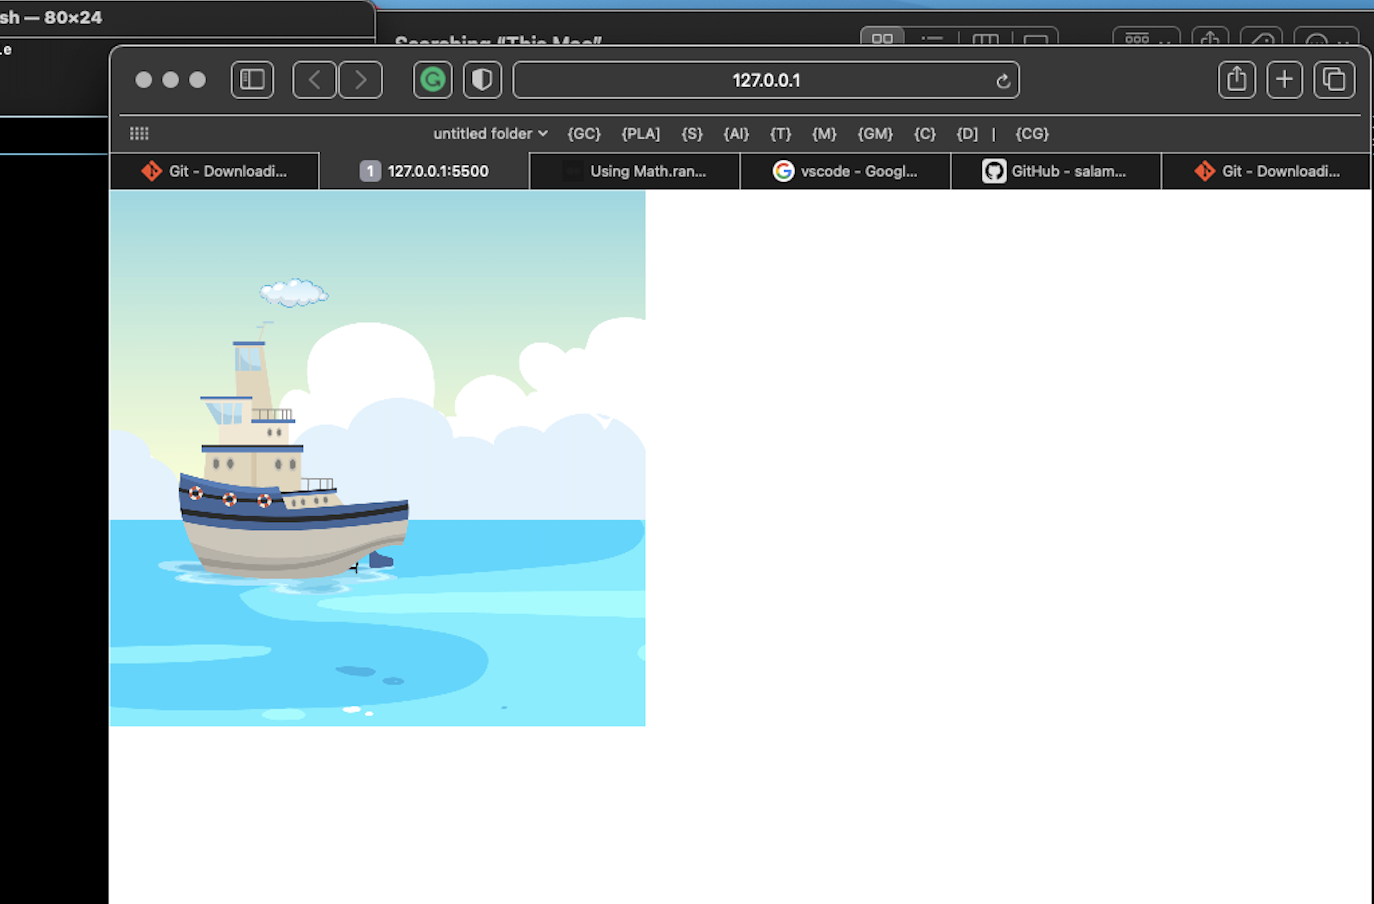 sh — 80×24
Searching “This Mac”
.e
127.0.0.1
untitled folder {GC} {PLA] {S} {AI} {T} {M} {GM} {C} {D] | {CG}
Git - Downloadi... 1 127.0.0.1:5500 Using Math.ran... vscode - Googl... GitHub - salam... Git - Downloadi...